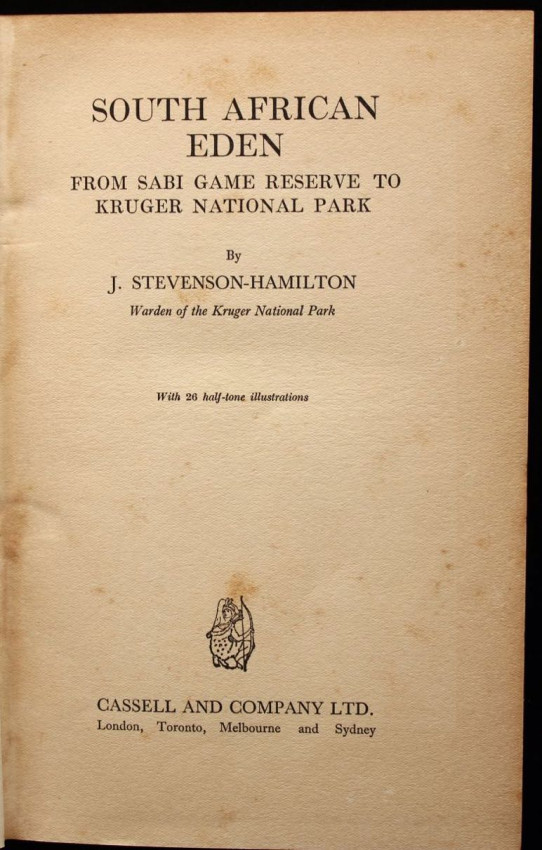 SOUTH AFRICAN
EDEN
FROM SABI GAME RESERVE TO
KRUGER NATIONAL PARK
By
J. STEVENSON-HAMILTON
Warden of the Kruger National Park
With 26 half-tone illustrations
CASSELL AND COMPANY LTD.
London, Toronto, Melbourne and Sydney